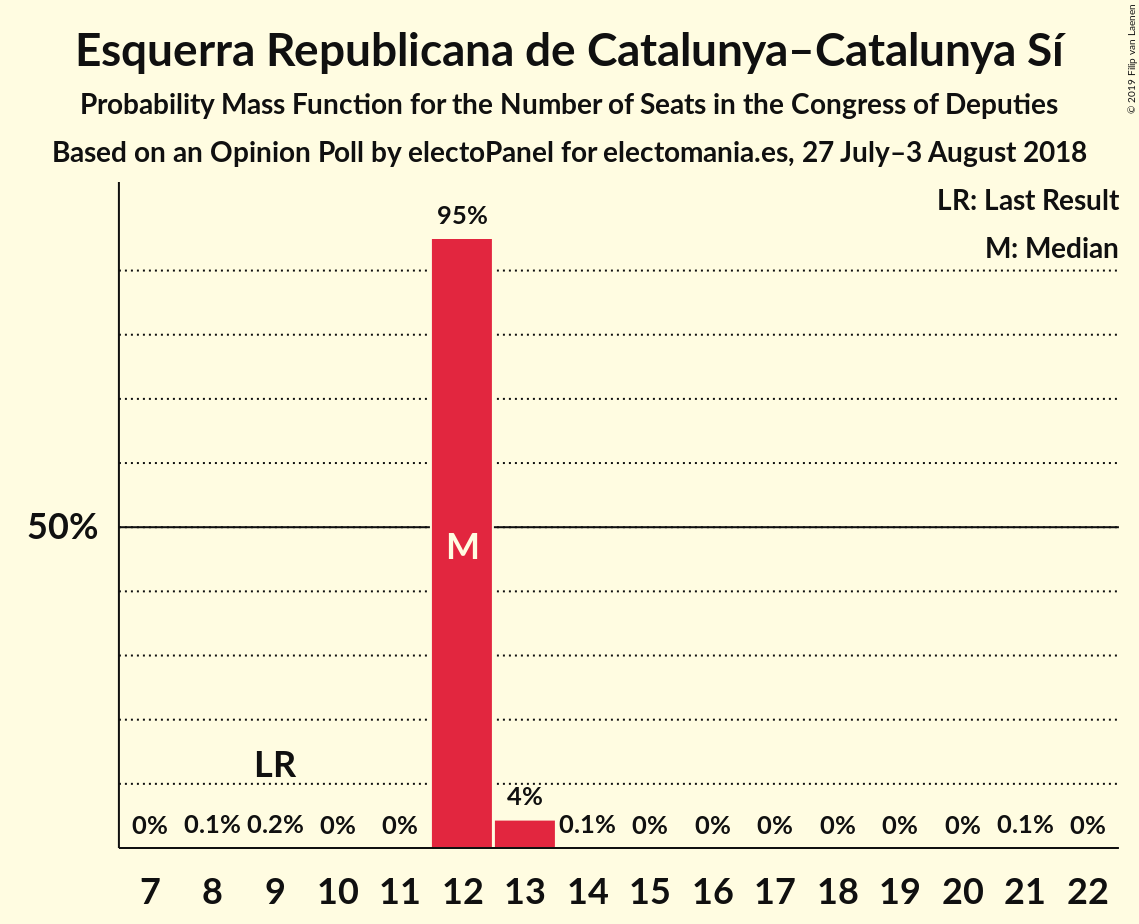 Esquerra Republicana de Catalunya–Catalunya Sí
Probability Mass Function for the Number of Seats in the Congress of Deputies
Based on an Opinion Poll by electoPanel for electomania.es, 27 July–3 August 2018
© 2019 Filip van Laenen
LR: Last Result
M: Median
95%
50%
M
LR
4%
0% 0.1% 0.2% 0% 0% 0.1% 0% 0% 0% 0% 0% 0% 0.1% 0%
7 8 9 10 11 12 13 14 15 16 17 18 19 20 21 22